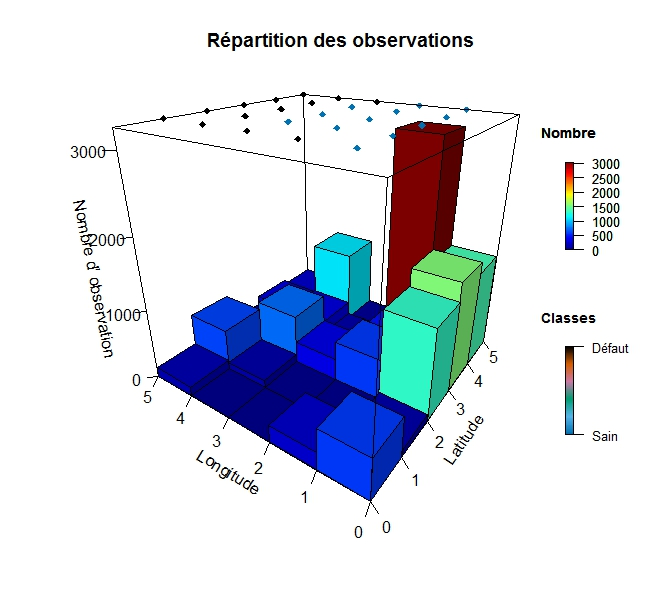 Répartition des observations
Nombre d' observation
3000
2000
1000
0
5
4
3
2
1
0
Longitude
0
1
2
3
4
5
Latitude
Nombre
3000
2500
2000
1500
1000
500
0
Classes
Défaut
Sain